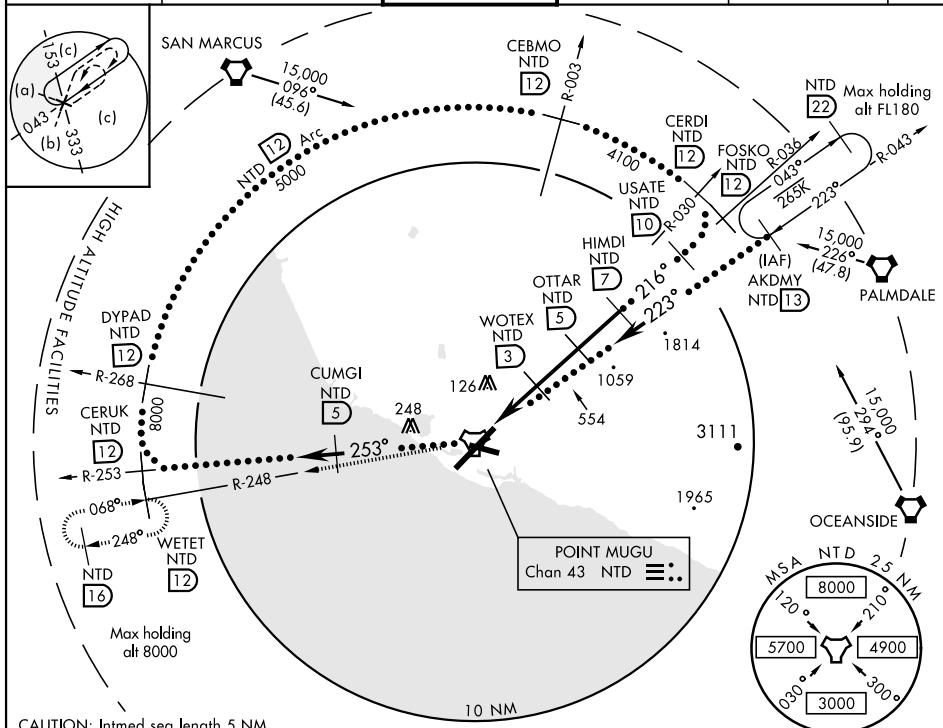 153
(c)
(a)
043
(b)
333
(c)
SAN MARCUS
15,000
096°
(45.6)
CEBMO
NTD
12
R-003
NTD 12 Arc
5000
4100
CERDI
NTD
12
FOSKO
NTD
12
R-036
NTD
22
Max holding
alt FL180
R-043
043°
265K
223°
USATE
NTD
10
R-030
HIMDI
NTD
7
216°
223°
(IAF)
AKDMY
NTD 13
15,000
226°
(47.8)
PALMDALE
OTTAR
NTD
5
WOTEX
NTD
3
1814
1059
554
126
HIGH ALTITUDE FACILITIES
DYPAD
NTD
12
R-268
8000
CERUK
NTD
12
R-253
CUMGI
NTD
5
248
253°
R-248
068°
248°
WETET
NTD
12
NTD
16
Max holding
alt 8000
3111
1965
15,000
294°
(95.9)
OCEANSIDE
POINT MUGU
Chan 43 NTD
MSA NTD 25 NM
120°
8000
210°
5700
4900
030°
3000
300°
10 NM
CAUTION: Intmed seg length 5 NM